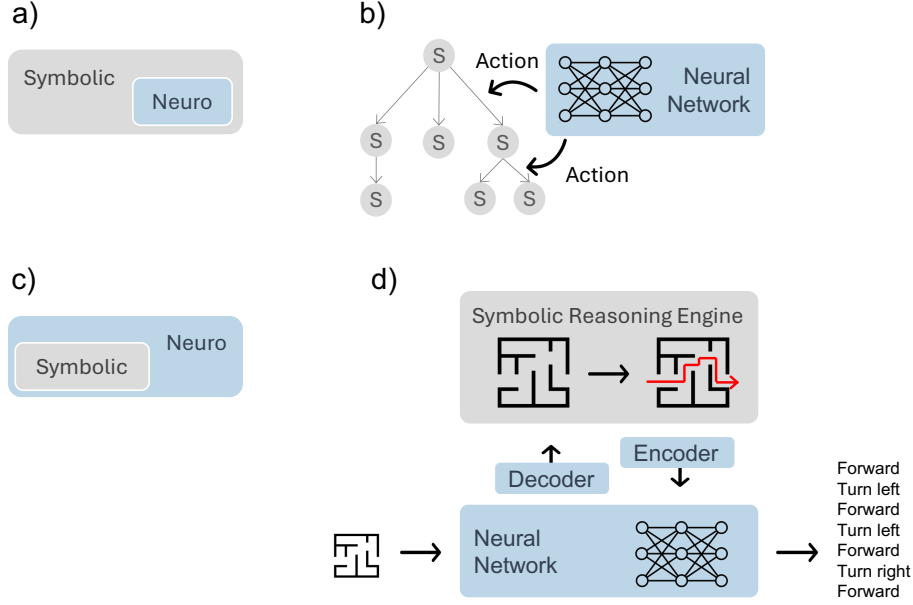 a)
Symbolic
Neuro
b)
S
Action
Neural
Network
S
S
S
Action
S
S
S
c)
Neuro
Symbolic
d)
Symbolic Reasoning Engine
Decoder
Encoder
Neural
Network
Forward
Turn left
Forward
Turn left
Forward
Turn right
Forward